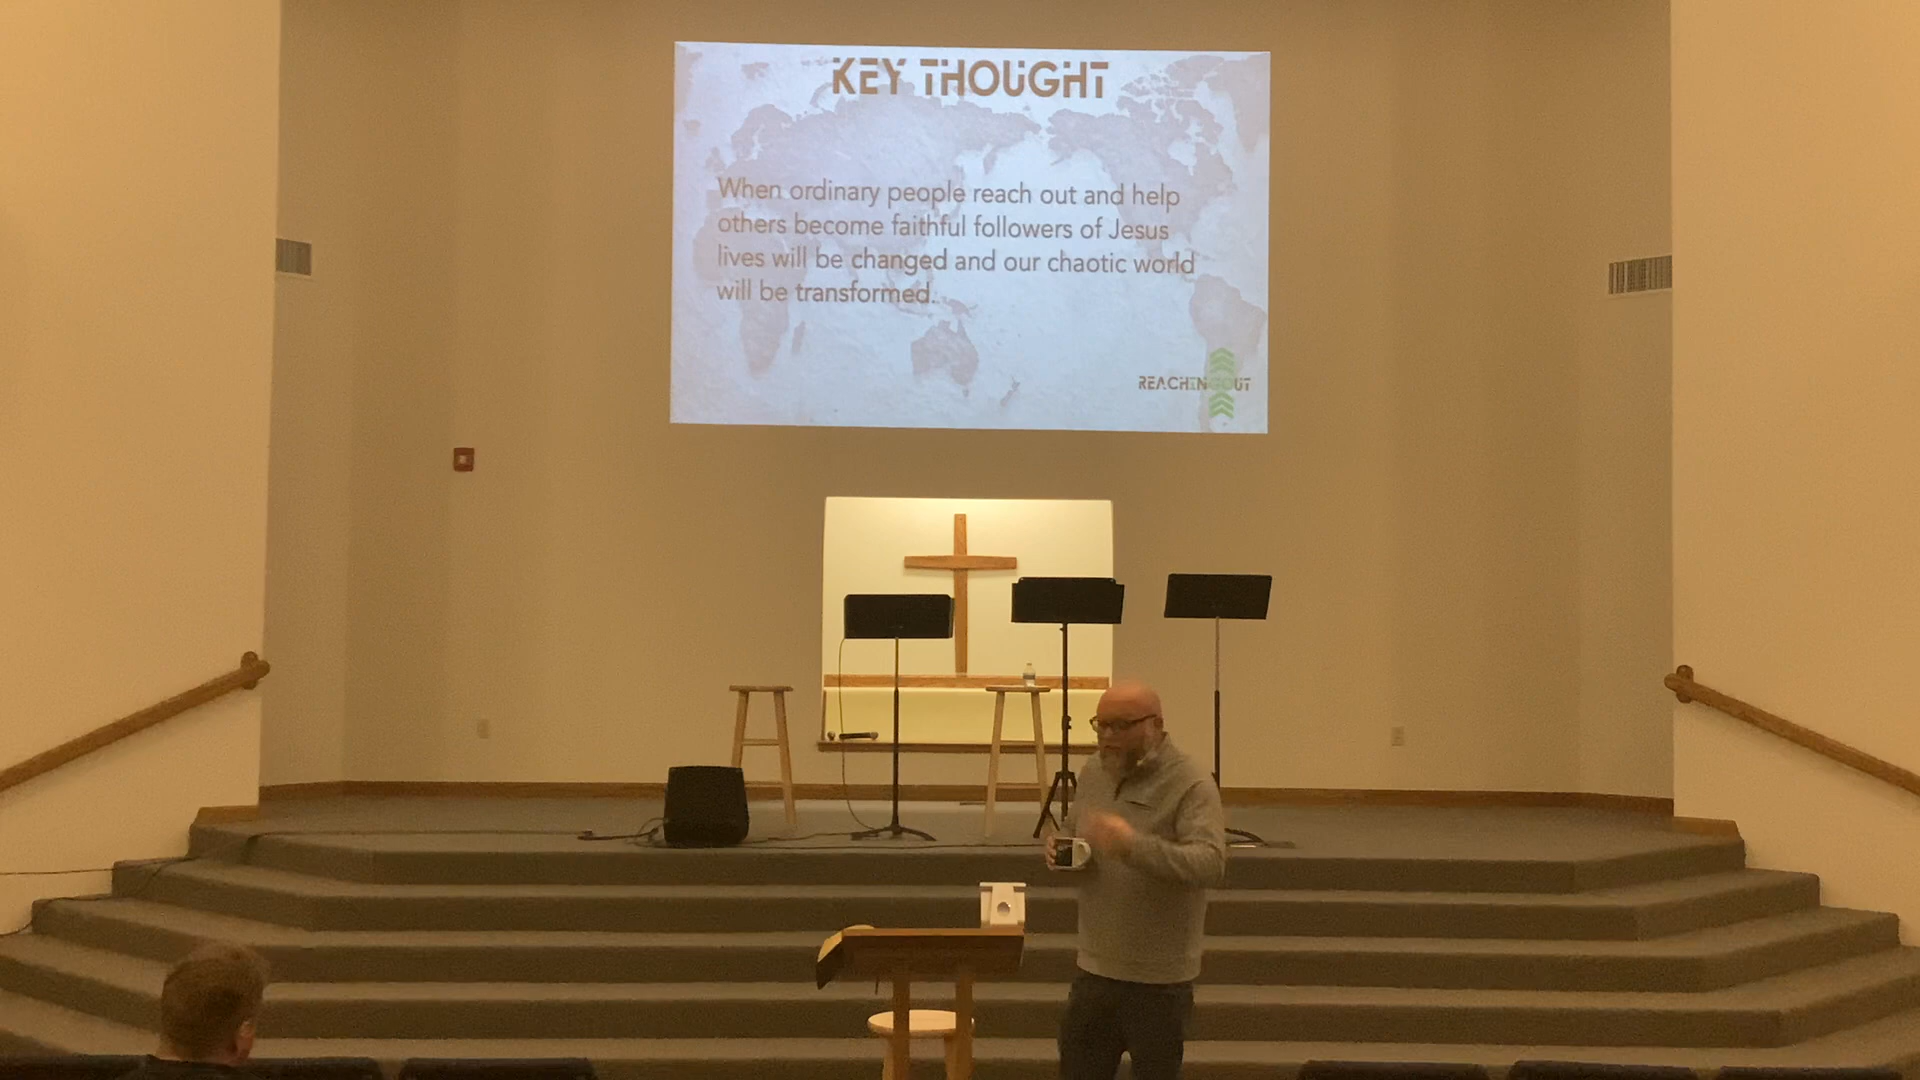 KEY THOUGHT
When ordinary people reach out and help
others become faithful followers of Jesus
lives will be changed and our chaotic world
will be transformed.
REACHINGOUT